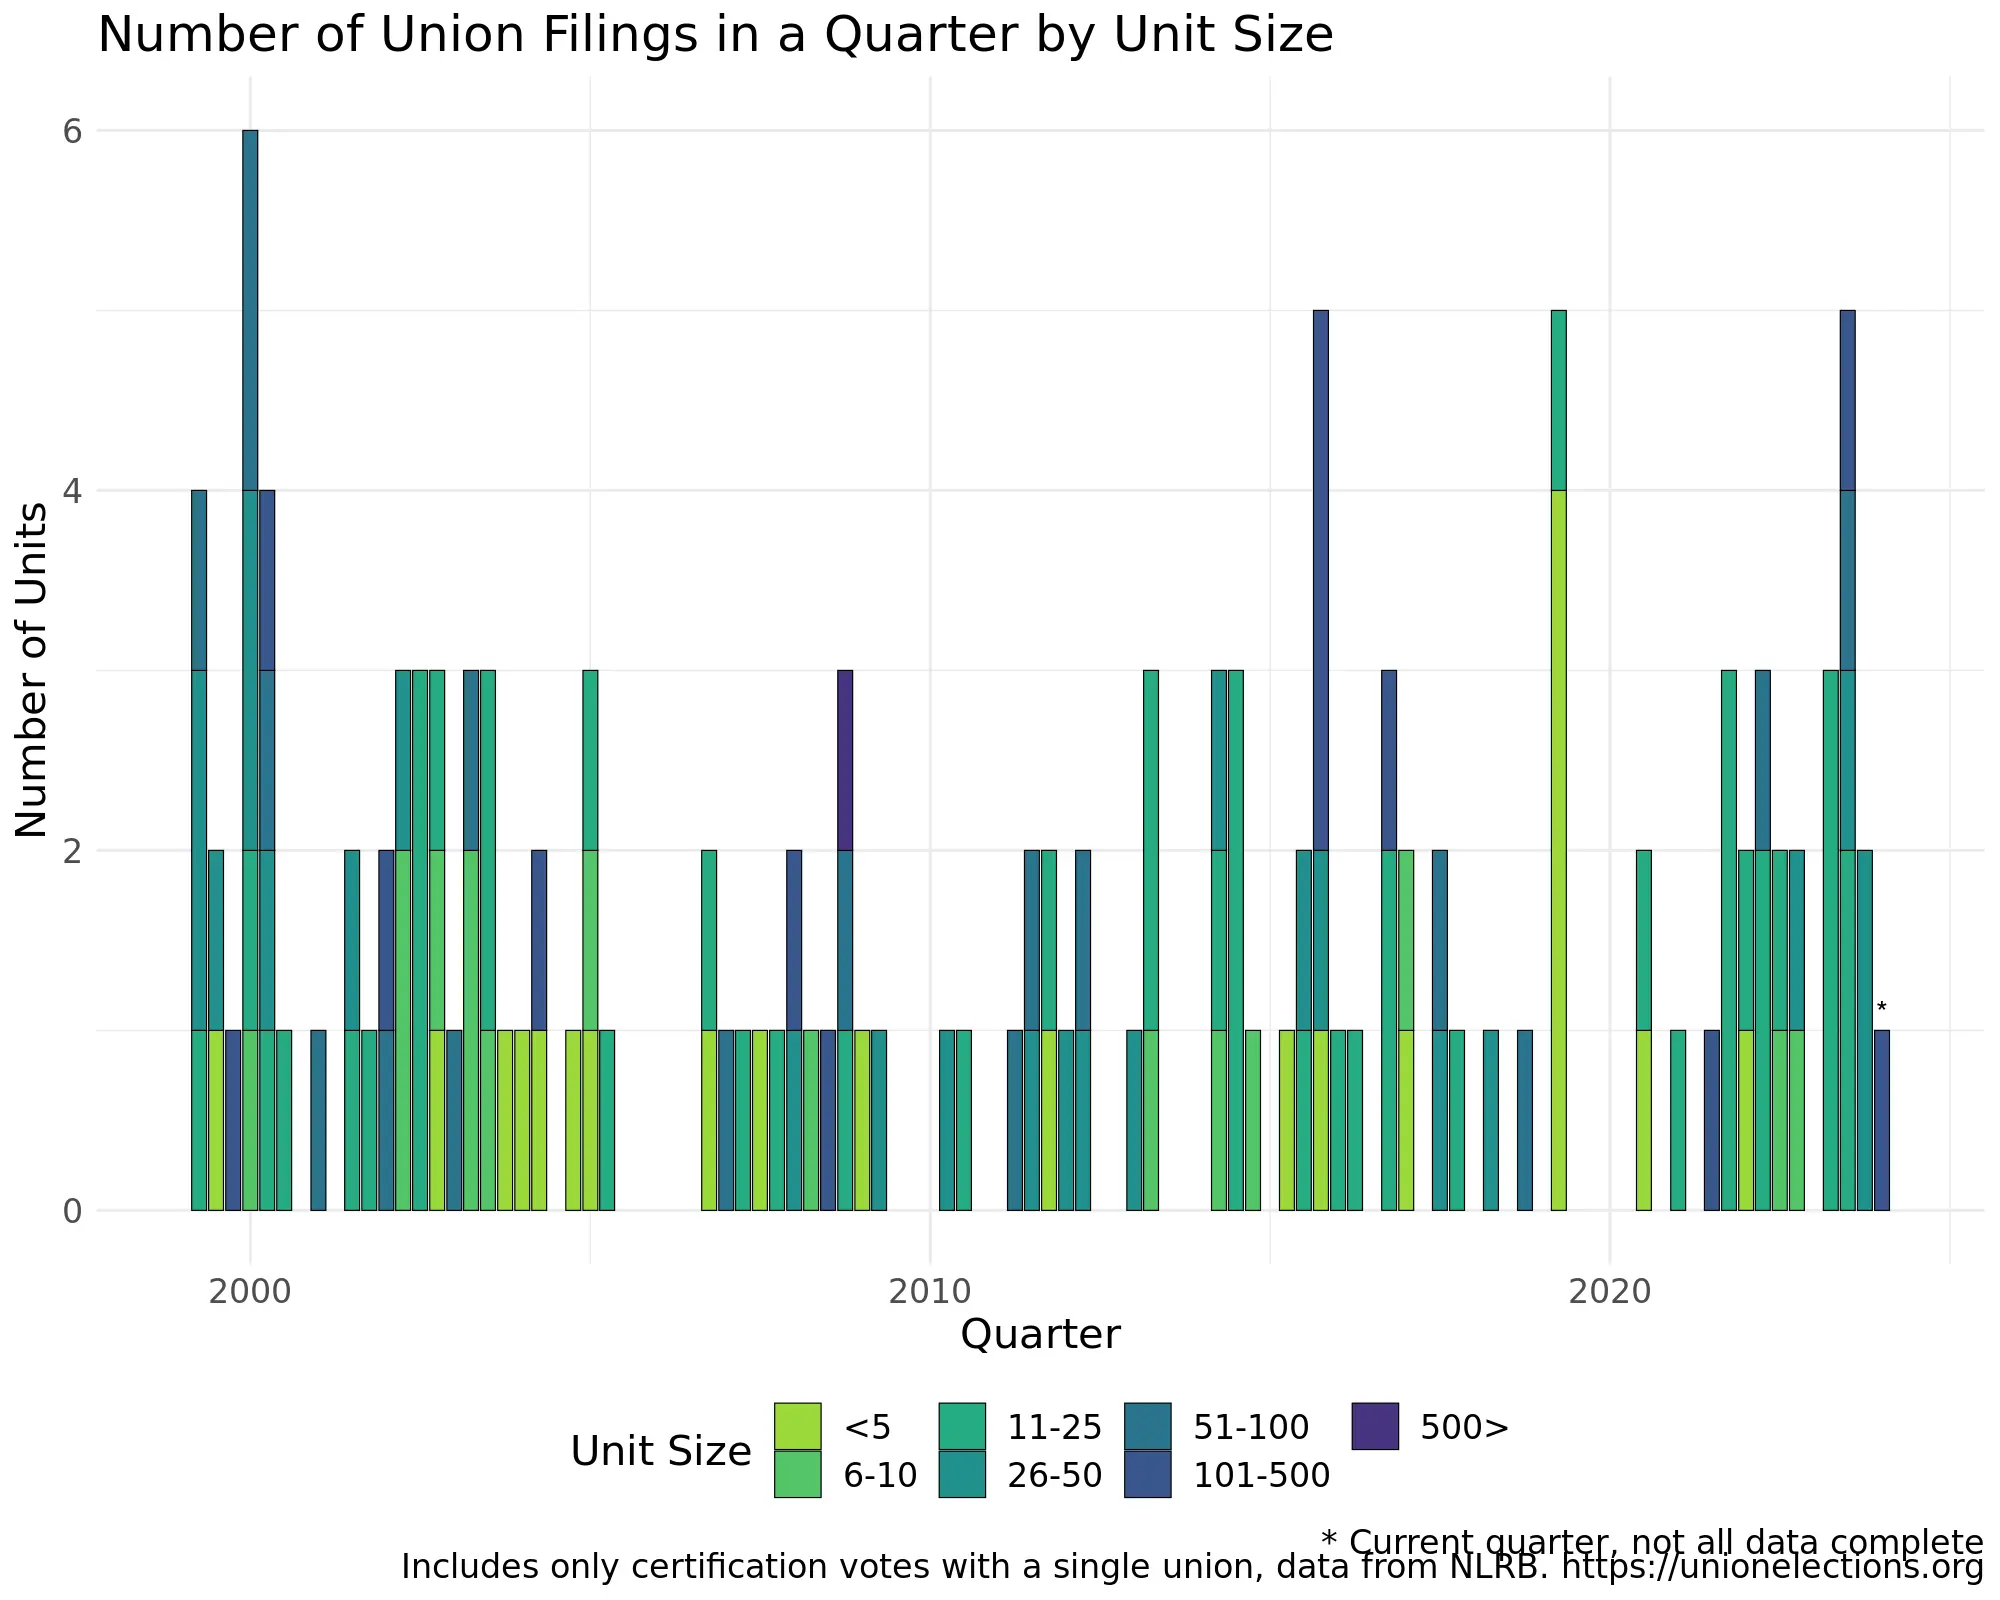 Number of Union Filings in a Quarter by Unit Size
Number of Units
6
4
2
0
*
2000
2010
2020
Quarter
Unit Size
<5
11-25
51-100
500>
6-10
26-50
101-500
* Current quarter, not all data complete
Includes only certification votes with a single union, data from NLRB. https://unionelections.org